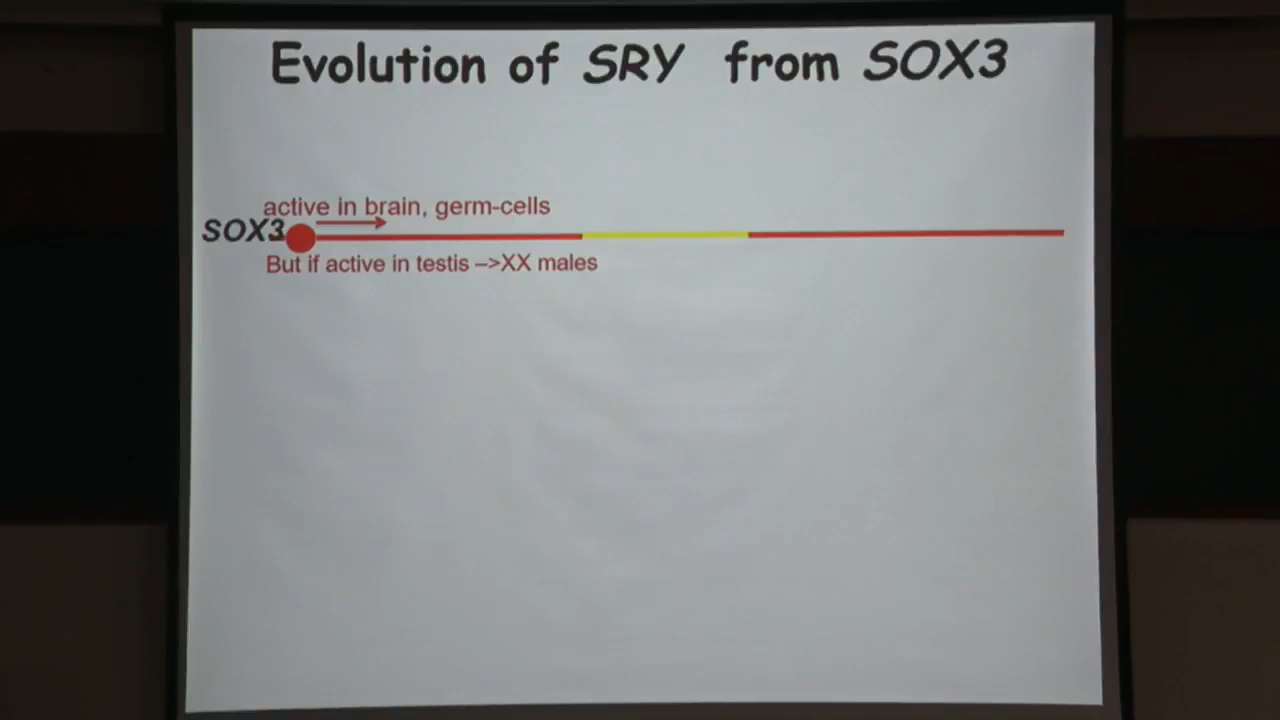 Evolution of SRY from SOX3
active in brain, germ-cells
SOX3
But if active in testis –>XX males